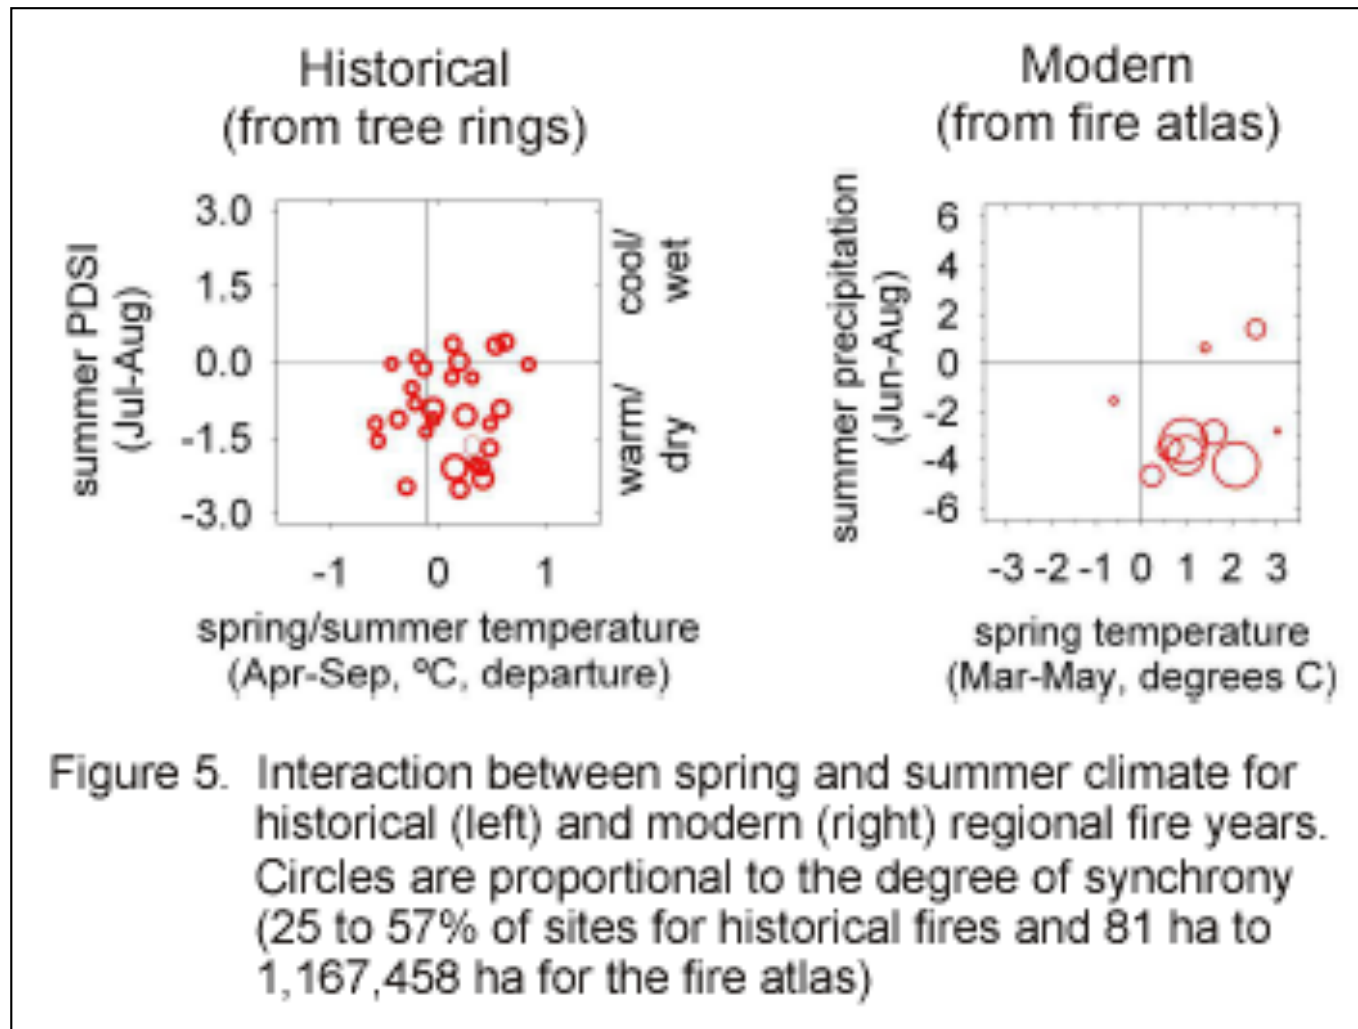 Historical
(from tree rings)
Modern
(from fire atlas)
summer PDSI
(Jul-Aug)
3.0
1.5
0.0
-1.5
-3.0
cool/
wet
warm/
dry
-1 0 1
spring/summer temperature
(Apr-Sep, ºC, departure)
summer precipitation
(Jun-Aug)
6
4
2
0
-2
-4
-6
-3 -2 -1 0 1 2 3
spring temperature
(Mar-May, degrees C)
Figure 5. Interaction between spring and summer climate for
historical (left) and modern (right) regional fire years.
Circles are proportional to the degree of synchrony
(25 to 57% of sites for historical fires and 81 ha to
1,167,458 ha for the fire atlas)